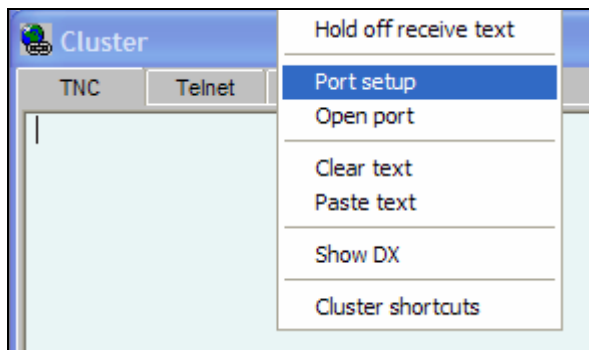 Cluster
TNC Telnet
Hold off receive text
Port setup
Open port
Clear text
Paste text
Show DX
Cluster shortcuts